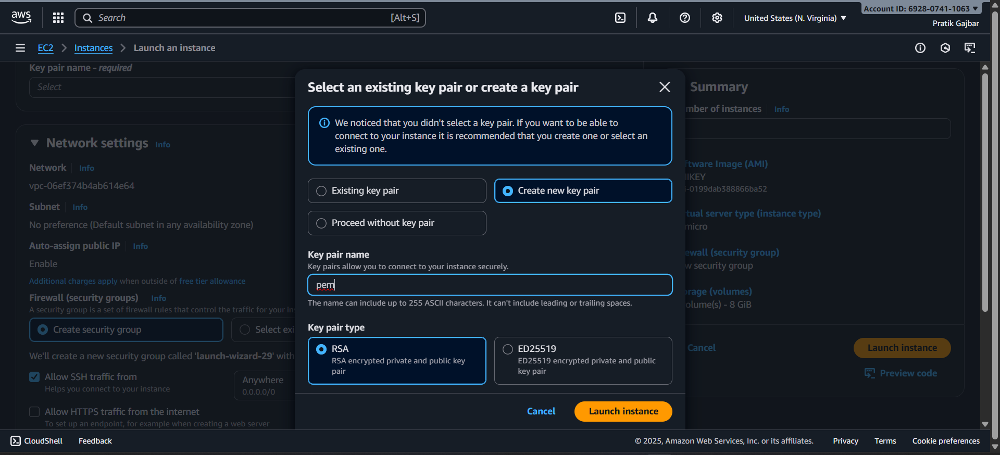 aws
Search [Alt+S]
United States (N. Virginia)
Account ID: 6928-0741-1063
Pratik Gajbar
EC2
Instances
Launch an instance
Key pair name - required
Select
Network settings Info
Network Info
vpc-06ef374b4ab614e64
Subnet Info
No preference (Default subnet in any availability zone)
Auto-assign public IP Info
Enable
Additional charges apply when outside of free tier allowance
Firewall (security groups) Info
A security group is a set of firewall rules that control the traffic for your ins
Create security group
Select exi
We'll create a new security group called 'launch-wizard-29' with
Allow SSH traffic from
Helps you connect to your instance
Anywhere
0.0.0.0/0
Allow HTTPS traffic from the internet
To set up an endpoint, for example when creating a web server
Select an existing key pair or create a key pair
We noticed that you didn't select a key pair. If you want to be able to
connect to your instance it is recommended that you create one or select an
existing one.
Existing key pair
Create new key pair
Proceed without key pair
Key pair name
Key pairs allow you to connect to your instance securely.
pem
The name can include up to 255 ASCII characters. It can't include leading or trailing spaces.
Key pair type
RSA
RSA encrypted private and public key
pair
ED25519
ED25519 encrypted private and public
key pair
Cancel
Launch instance
Summary
mber of instances Info
ftware Image (AMI)
IKEY
-0199dab388866ba52
tual server type (instance type)
micro
ewall (security group)
w security group
rage (volumes)
olume(s) - 8 GiB
Cancel
Launch instance
Preview code
CloudShell
Feedback
© 2025, Amazon Web Services, Inc. or its affiliates.
Privacy
Terms
Cookie preferences